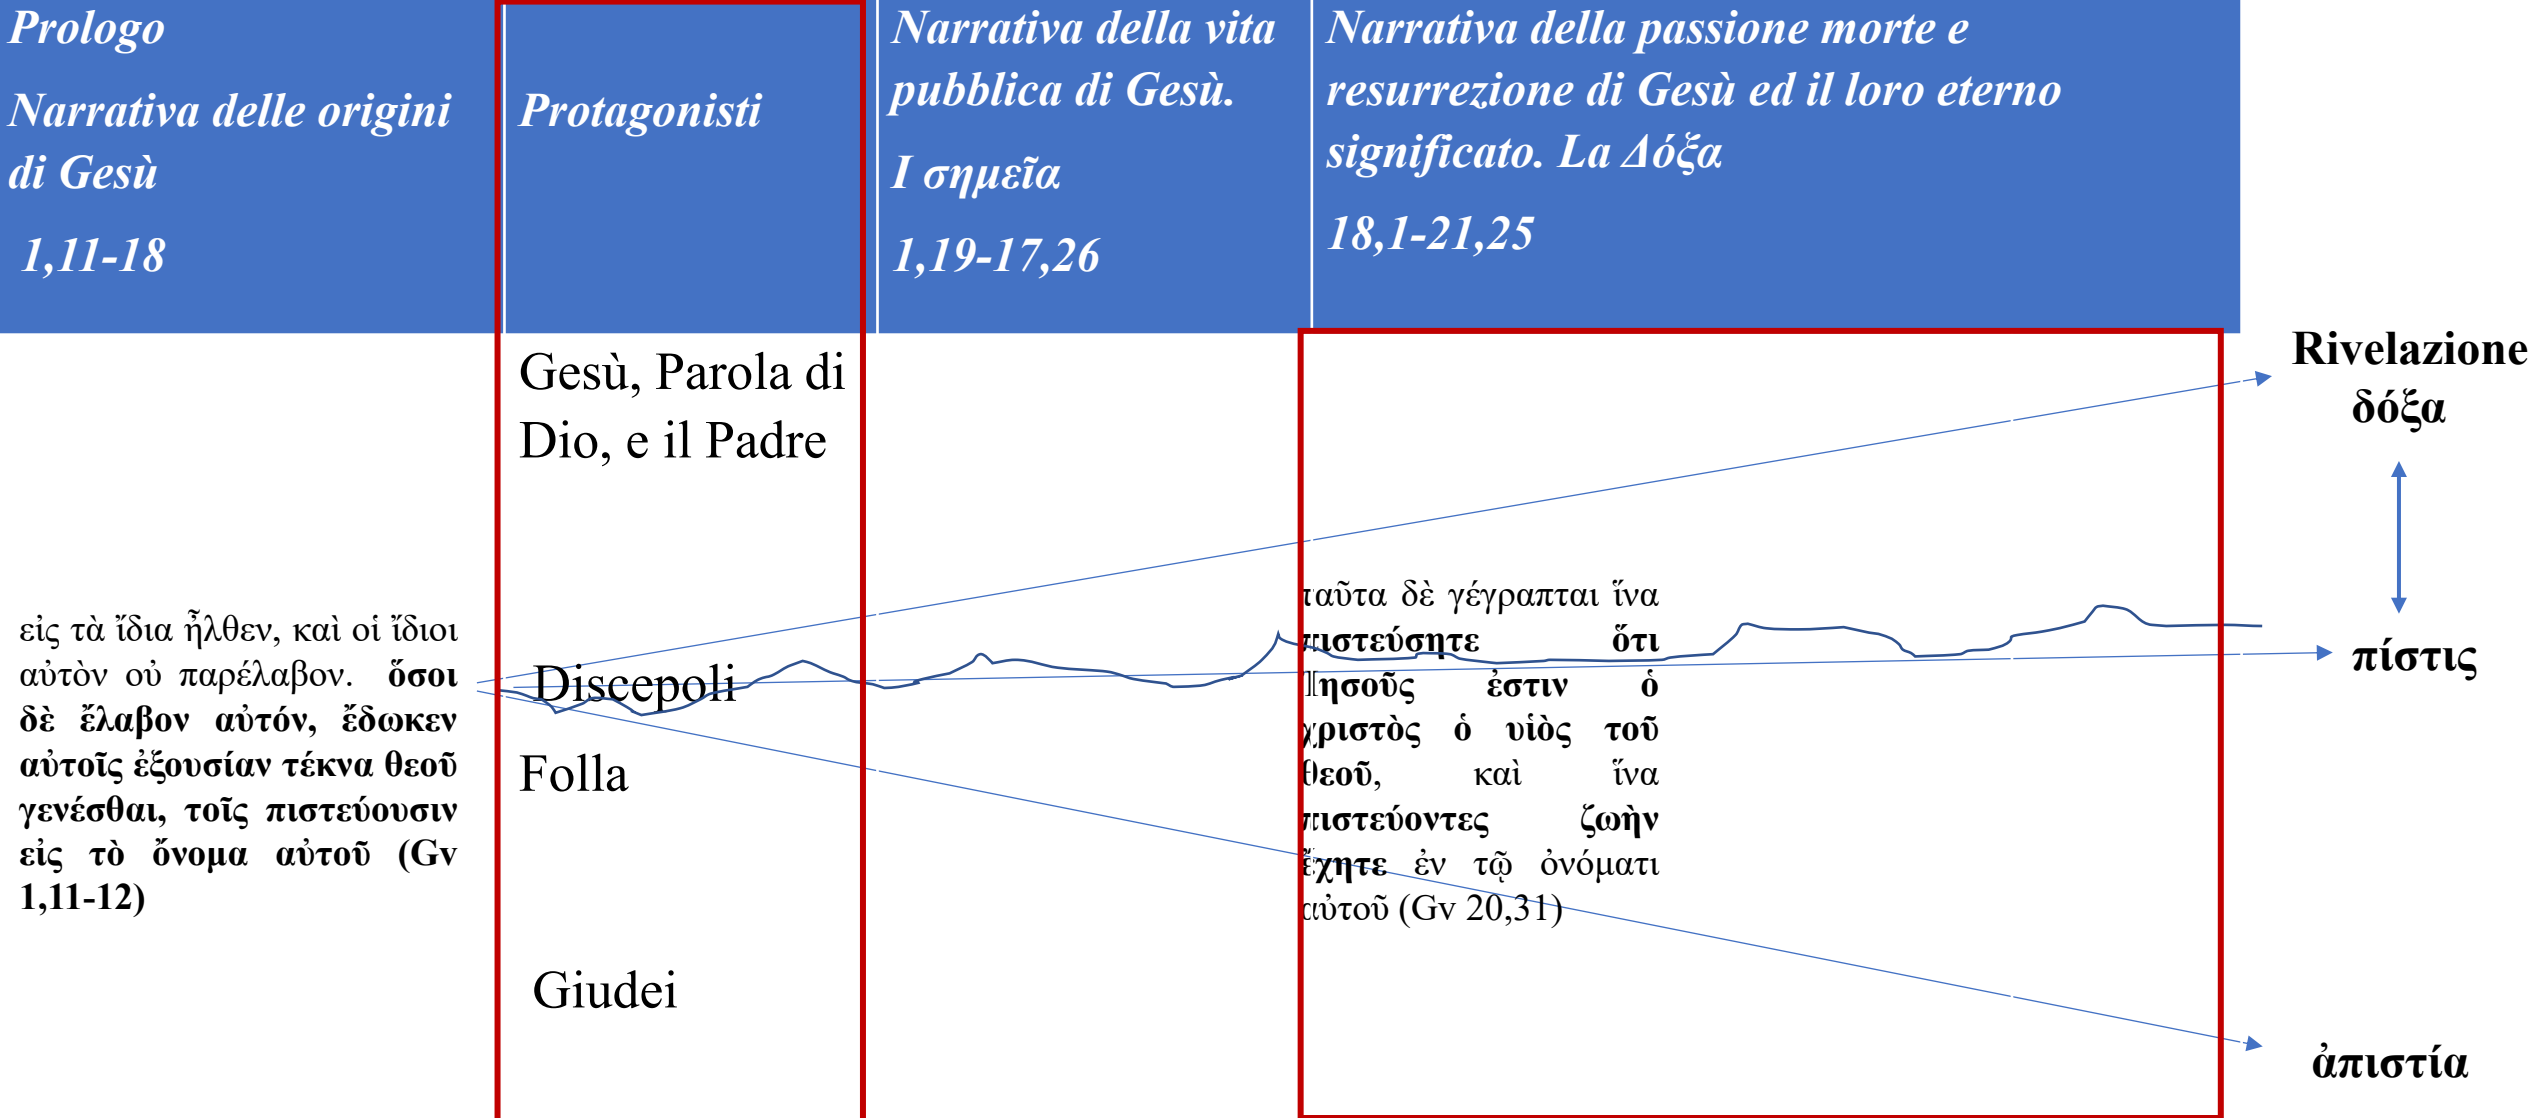 Prologo
Narrativa delle origini
di Gesù
1,11-18
Protagonisti
Narrativa della vita
pubblica di Gesù.
I σημεῖα
1,19-17,26
Narrativa della passione morte e
resurrezione di Gesù ed il loro eterno
significato. La Δόξα
18,1-21,25
εἰς τὰ ἴδια ἦλθεν, καὶ οἱ ἴδιοι
αὐτὸν οὐ παρέλαβον. ὅσοι
δὲ ἔλαβον αὐτόν, ἔδωκεν
αὐτοῖς ἐξουσίαν τέκνα θεοῦ
γενέσθαι, τοῖς πιστεύουσιν
εἰς τὸ ὄνομα αὐτοῦ (Gv
1,11-12)
Gesù, Parola di
Dio, e il Padre
Discepoli
Folla
Giudei
ταῦτα δὲ γέγραπται ἵνα
πιστεύσητε ὅτι
Ἰησοῦς ἐστιν ὁ
χριστὸς ὁ υἱὸς τοῦ
θεοῦ, καὶ ἵνα
πιστεύοντες ζωὴν
ἔχητε ἐν τῷ ὀνόματι
αὐτοῦ (Gv 20,31)
Rivelazione
δόξα
πίστις
ἀπιστία